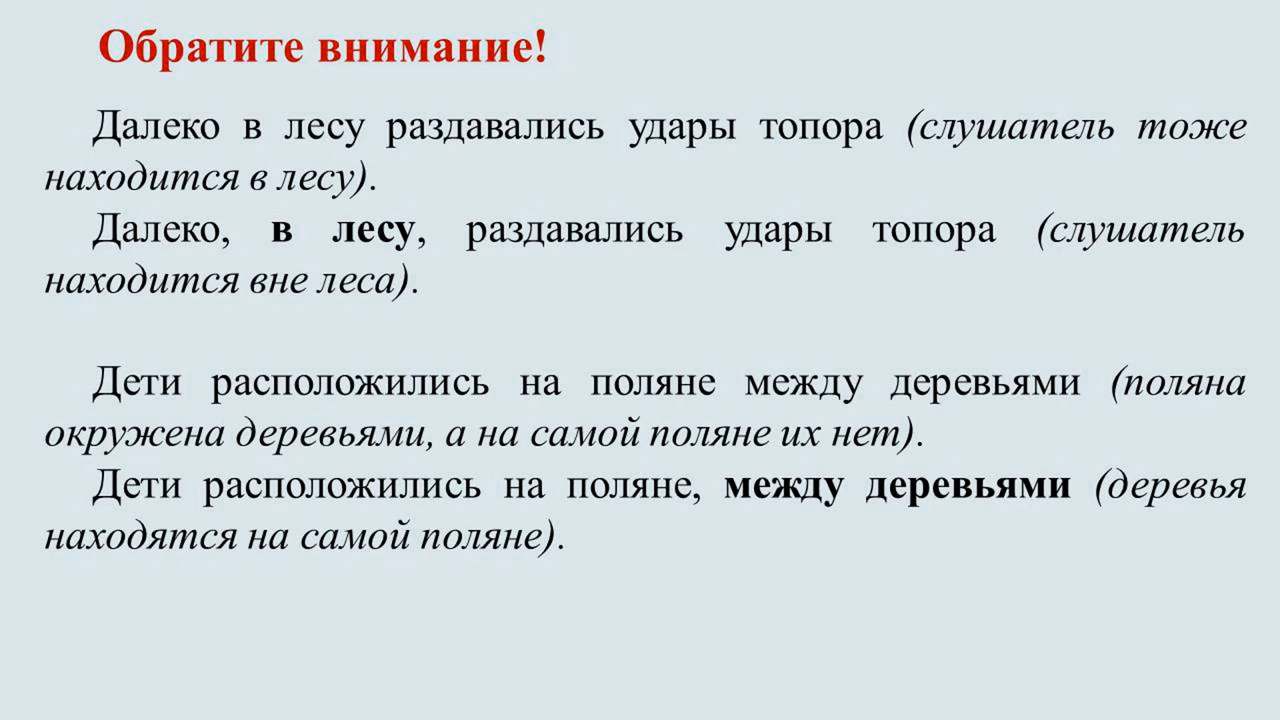 Обратите внимание!
Далеко в лесу раздавались удары топора (слушатель тоже
находится в лесу).
Далеко, в лесу, раздавались удары топора (слушатель
находится вне леса).
Дети расположились на поляне между деревьями (поляна
окружена деревьями, а на самой поляне их нет).
Дети расположились на поляне, между деревьями (деревья
находятся на самой поляне).